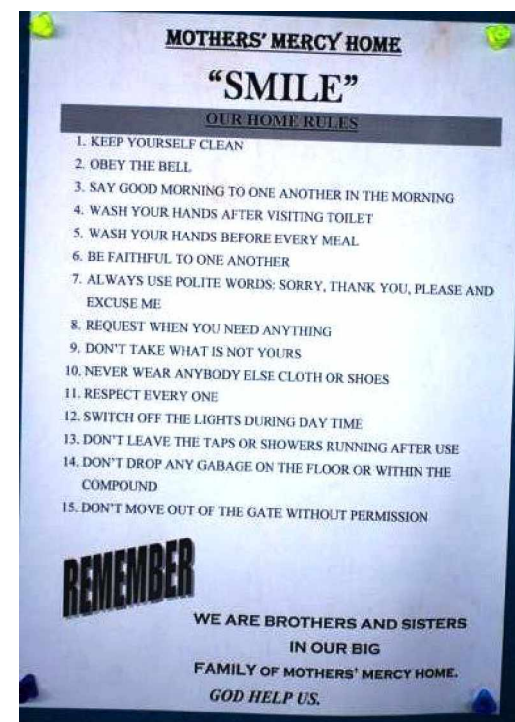 MOTHERS' MERCY HOME
"SMILE"
OUR HOME RULES
1. KEEP YOURSELF CLEAN
2. OBEY THE BELL
3. SAY GOOD MORNING TO ONE ANOTHER IN THE MORNING
4. WASH YOUR HANDS AFTER VISITING TOILET
5. WASH YOUR HANDS BEFORE EVERY MEAL
6. BE FAITHFUL TO ONE ANOTHER
7. ALWAYS USE POLITE WORDS: SORRY, THANK YOU, PLEASE AND
EXCUSE ME
8. REQUEST WHEN YOU NEED ANYTHING
9. DON'T TAKE WHAT IS NOT YOURS
10. NEVER WEAR ANYBODY ELSE CLOTH OR SHOES
11. RESPECT EVERY ONE
12. SWITCH OFF THE LIGHTS DURING DAY TIME
13. DON'T LEAVE THE TAPS OR SHOWERS RUNNING AFTER USE
14. DON'T DROP ANY GABAGE ON THE FLOOR OR WITHIN THE
COMPOUND
15. DON'T MOVE OUT OF THE GATE WITHOUT PERMISSION
REMEMBER
WE ARE BROTHERS AND SISTERS
IN OUR BIG
FAMILY OF MOTHERS' MERCY HOME.
GOD HELP US.